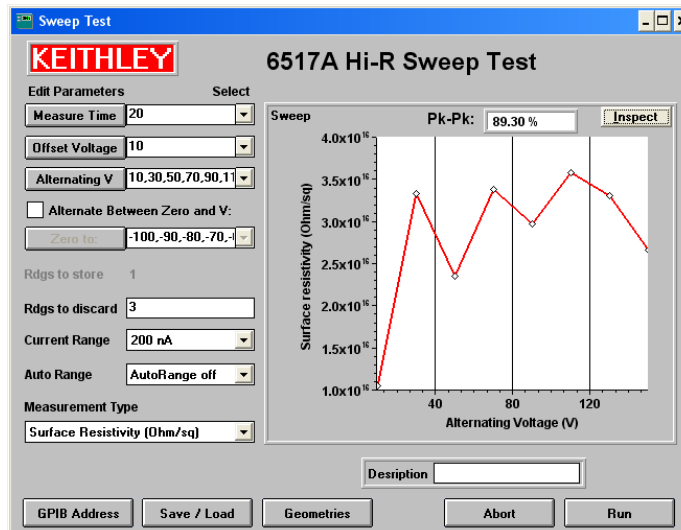 Sweep Test
KEITHLEY
6517A Hi-R Sweep Test
Edit Parameters Select
Measure Time 20
Offset Voltage 10
Alternating V 10,30,50,70,90,11
Alternate Between Zero and V:
Zero to: -100,-90,-80,-70,-
Rdgs to store 1
Rdgs to discard 3
Current Range 200 nA
Auto Range AutoRange off
Measurement Type
Surface Resistivity (Ohm/sq)
Sweep Pk-Pk: 89.30 % Inspect
4.0x10¹⁶
3.5x10¹⁶
3.0x10¹⁶
2.5x10¹⁶
2.0x10¹⁶
1.5x10¹⁶
1.0x10¹⁶
Surface resistivity (Ohm/sq)
40 80 120
Alternating Voltage (V)
Desription
GPIB Address Save / Load Geometries Abort Run